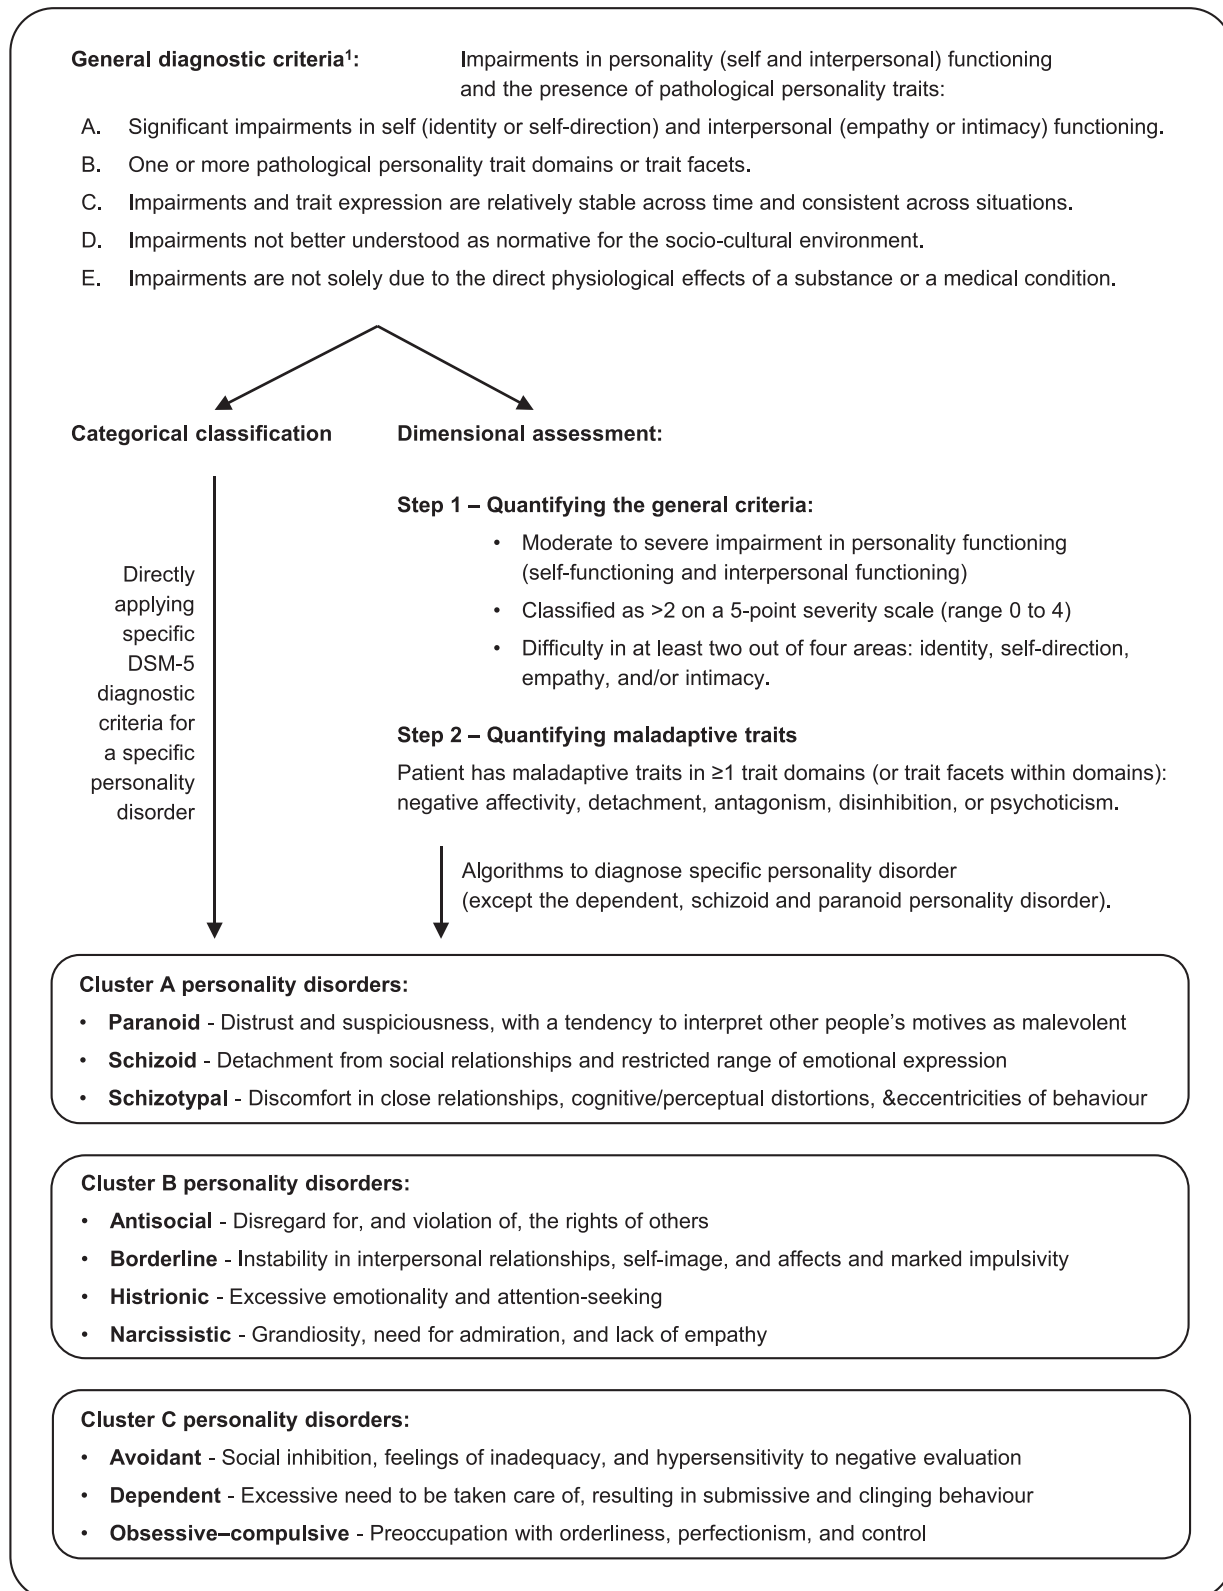 General diagnostic criteria¹: Impairments in personality (self and interpersonal) functioning
and the presence of pathological personality traits:
A. Significant impairments in self (identity or self-direction) and interpersonal (empathy or intimacy) functioning.
B. One or more pathological personality trait domains or trait facets.
C. Impairments and trait expression are relatively stable across time and consistent across situations.
D. Impairments not better understood as normative for the socio-cultural environment.
E. Impairments are not solely due to the direct physiological effects of a substance or a medical condition.
Categorical classification
Directly
applying
specific
DSM-5
diagnostic
criteria for
a specific
personality
disorder
Dimensional assessment:
Step 1 – Quantifying the general criteria:
• Moderate to severe impairment in personality functioning
(self-functioning and interpersonal functioning)
• Classified as >2 on a 5-point severity scale (range 0 to 4)
• Difficulty in at least two out of four areas: identity, self-direction,
empathy, and/or intimacy.
Step 2 – Quantifying maladaptive traits
Patient has maladaptive traits in ≥1 trait domains (or trait facets within domains):
negative affectivity, detachment, antagonism, disinhibition, or psychoticism.
Algorithms to diagnose specific personality disorder
(except the dependent, schizoid and paranoid personality disorder).
Cluster A personality disorders:
• Paranoid - Distrust and suspiciousness, with a tendency to interpret other people's motives as malevolent
• Schizoid - Detachment from social relationships and restricted range of emotional expression
• Schizotypal - Discomfort in close relationships, cognitive/perceptual distortions, &eccentricities of behaviour
Cluster B personality disorders:
• Antisocial - Disregard for, and violation of, the rights of others
• Borderline - Instability in interpersonal relationships, self-image, and affects and marked impulsivity
• Histrionic - Excessive emotionality and attention-seeking
• Narcissistic - Grandiosity, need for admiration, and lack of empathy
Cluster C personality disorders:
• Avoidant - Social inhibition, feelings of inadequacy, and hypersensitivity to negative evaluation
• Dependent - Excessive need to be taken care of, resulting in submissive and clinging behaviour
• Obsessive–compulsive - Preoccupation with orderliness, perfectionism, and control